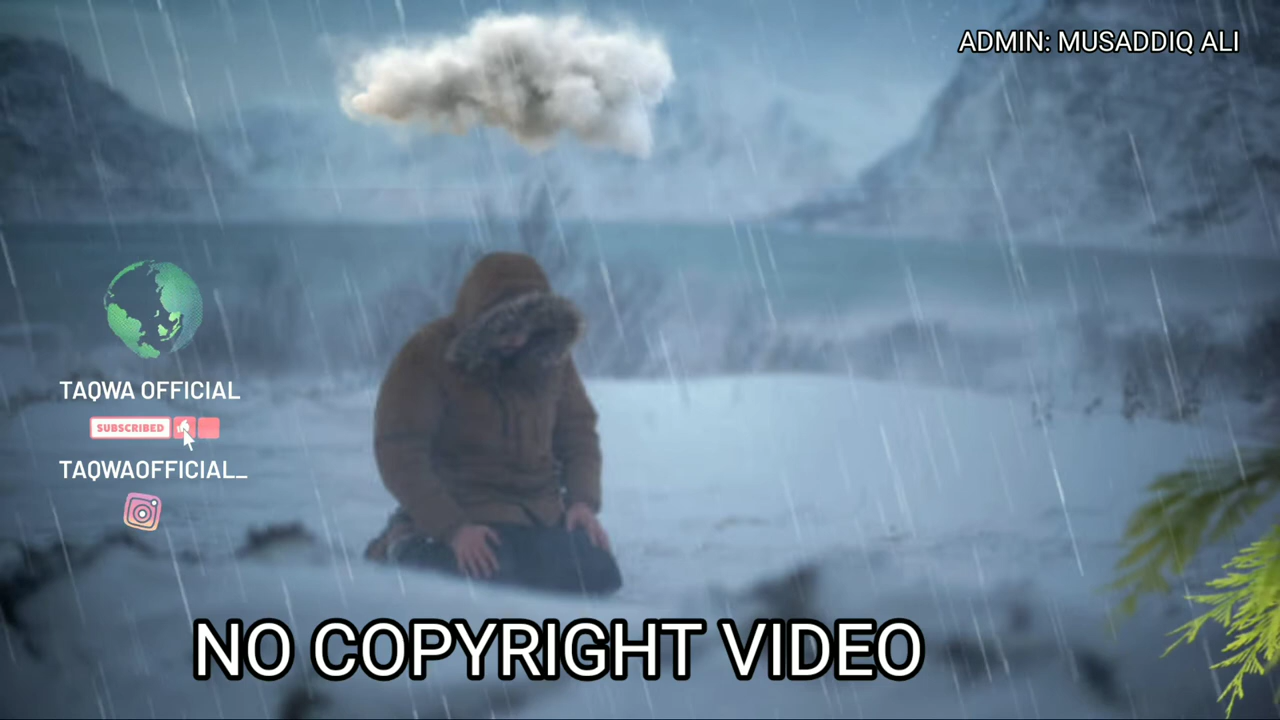 ADMIN: MUSADDIQ ALI
TAQWA OFFICIAL
SUBSCRIBED
TAQWAOFFICIAL_
NO COPYRIGHT VIDEO